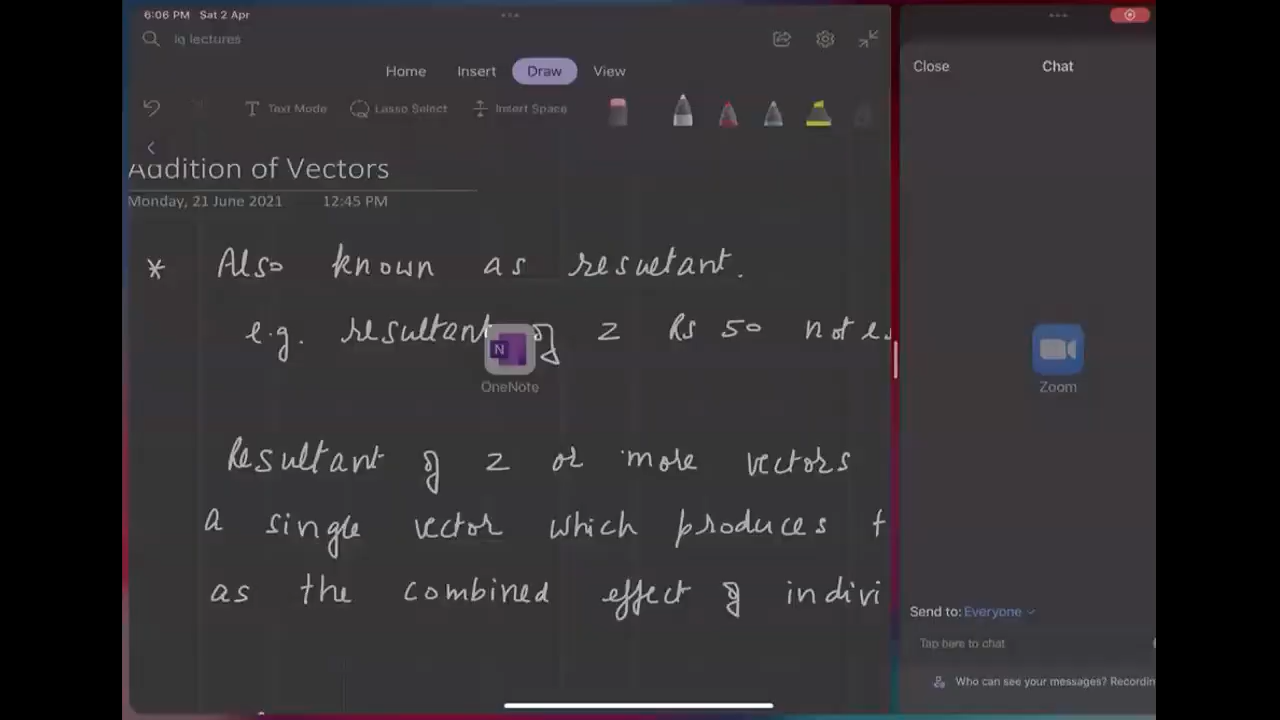 6:06 PM Sat 2 Apr
Iq lectures
Home Insert Draw View
Text Mode Lasso Select Insert Space
Addition of Vectors
Monday, 21 June 2021 12:45 PM
* Also known as resultant.
e.g. resultant of 2 Rs 50 notes
N
OneNote
Resultant of 2 or more vectors
a single vector which produces t
as the combined effect of indivi
Close Chat
Zoom
Send to: Everyone
Tap here to chat
Who can see your messages? Recordin